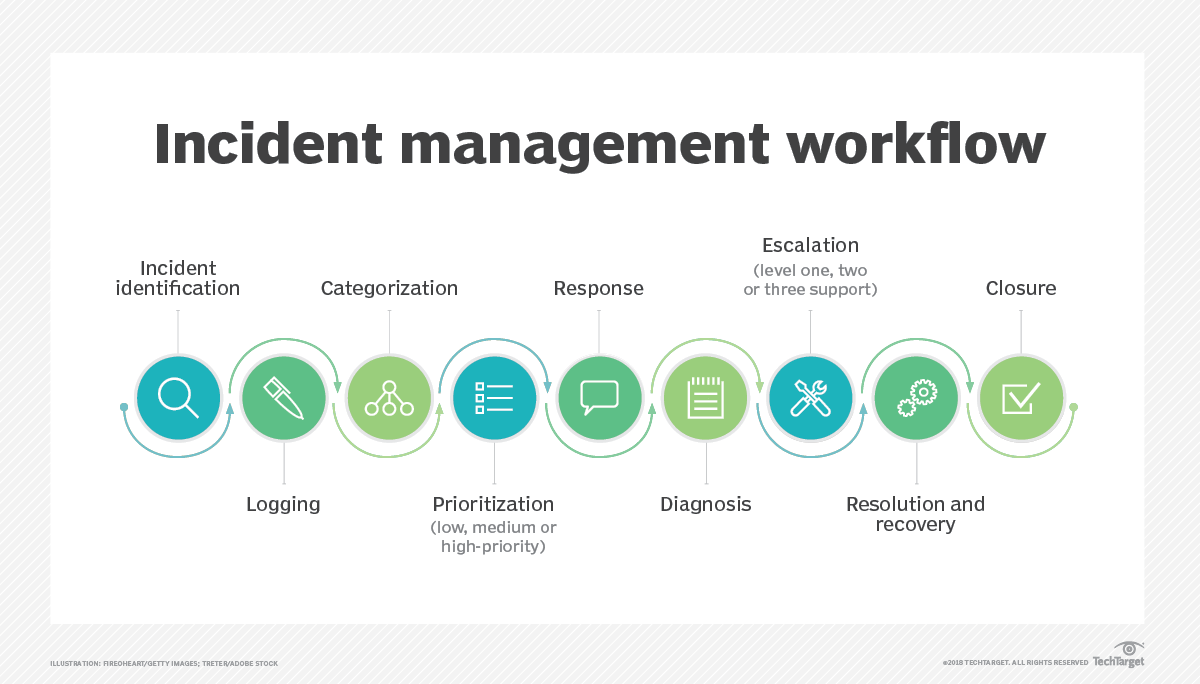 Incident management workflow
Incident
identification
Logging
Categorization
Prioritization
(low, medium or
high-priority)
Response
Diagnosis
Escalation
(level one, two
or three support)
Resolution and
recovery
Closure
ILLUSTRATION: FIREOHEART/GETTY IMAGES; TRETER/ADOBE STOCK
©2018 TECHTARGET. ALL RIGHTS RESERVED TechTarget